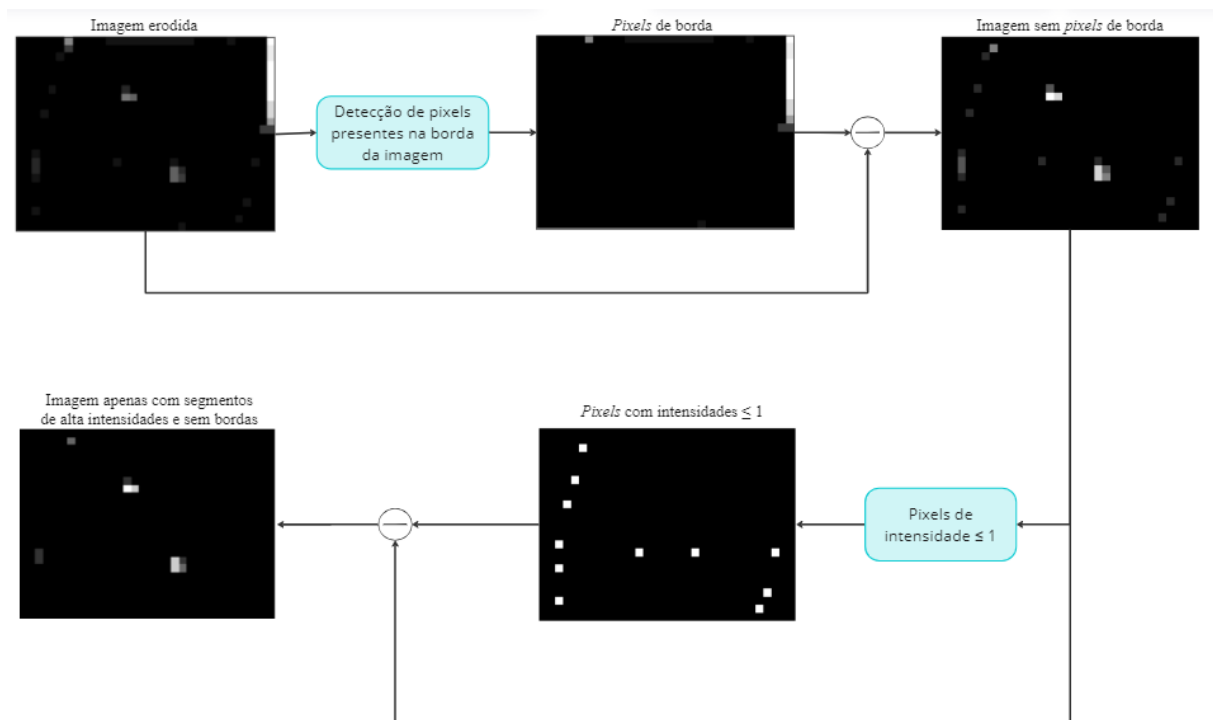 Imagem erodida
Pixels de borda
Imagem sem pixels de borda
Detecção de pixels
presentes na borda
da imagem
Imagem apenas com segmentos
de alta intensidades e sem bordas
Pixels com intensidades ≤ 1
Pixels de
intensidade ≤ 1